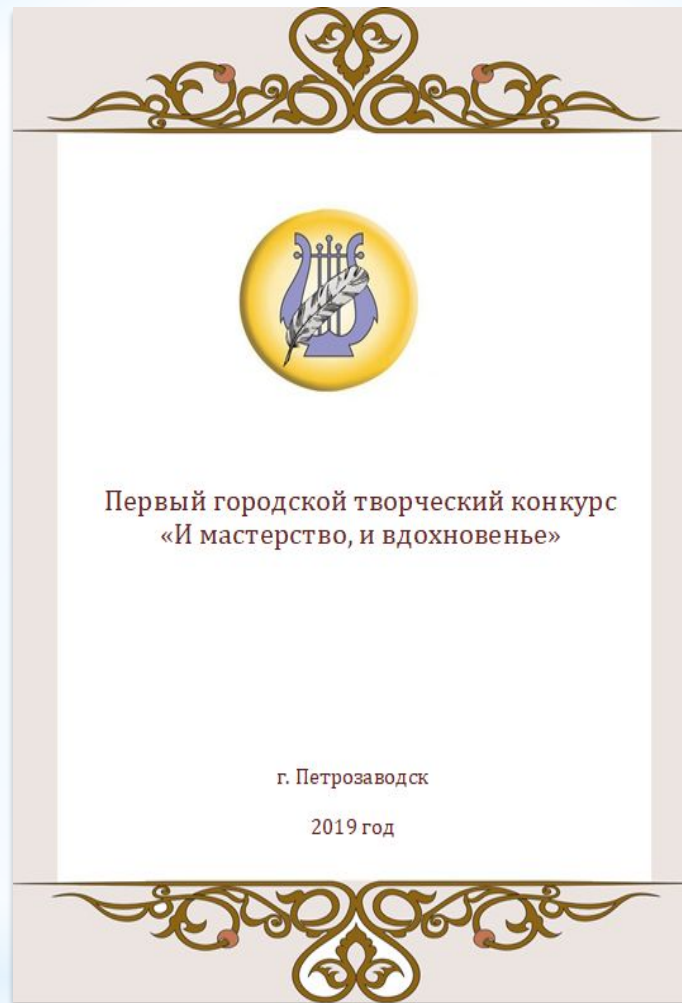 Первый городской творческий конкурс
«И мастерство, и вдохновенье»
г. Петрозаводск
2019 год